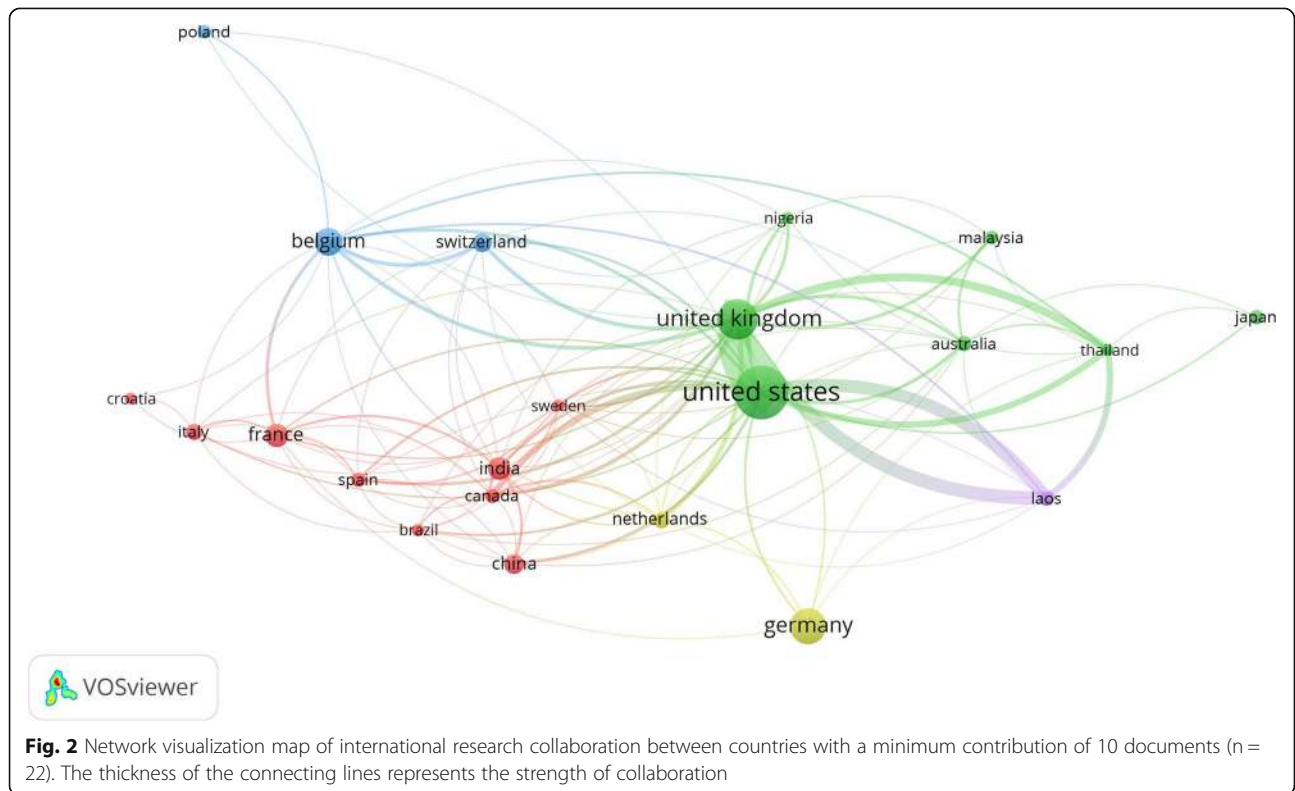 poland
nigeria
malaysia
belgium
switzerland
united kingdom
japan
australia
thailand
united states
croatia
sweden
italy
france
india
spain
canada
laos
netherlands
brazil
china
germany
VOSviewer
Fig. 2 Network visualization map of international research collaboration between countries with a minimum contribution of 10 documents (n =
22). The thickness of the connecting lines represents the strength of collaboration